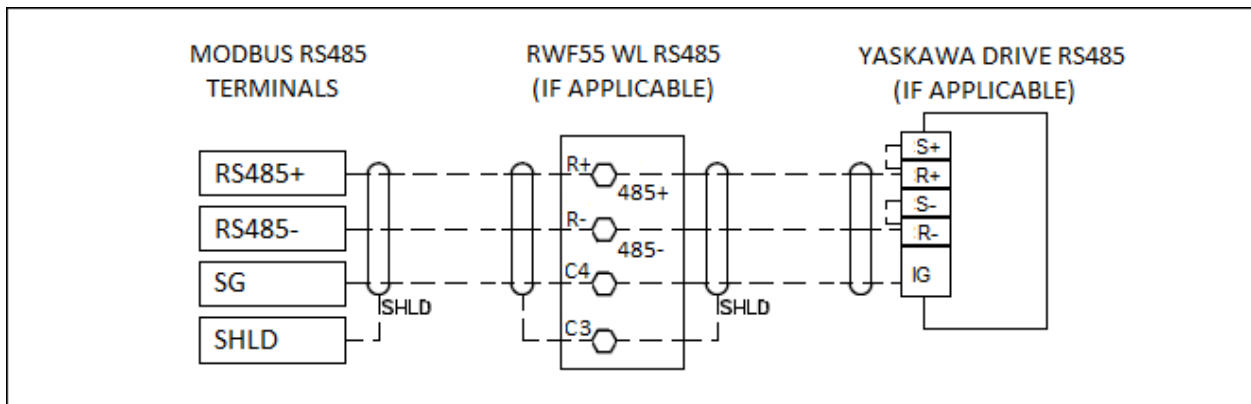 MODBUS RS485
TERMINALS
RWF55 WL RS485
(IF APPLICABLE)
YASKAWA DRIVE RS485
(IF APPLICABLE)
RS485+
RS485-
SG
SHLD
SHLD
R+
485+
R-
485-
C4
C3
SHLD
S+
R+
S-
R-
IG